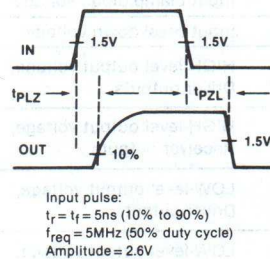 IN
1.5V
1.5V
tPLZ
tPZL
OUT
10%
1.5V
Input pulse:
tr = tf = 5ns (10% to 90%)
freq = 5MHz (50% duty cycle)
Amplitude = 2.6V